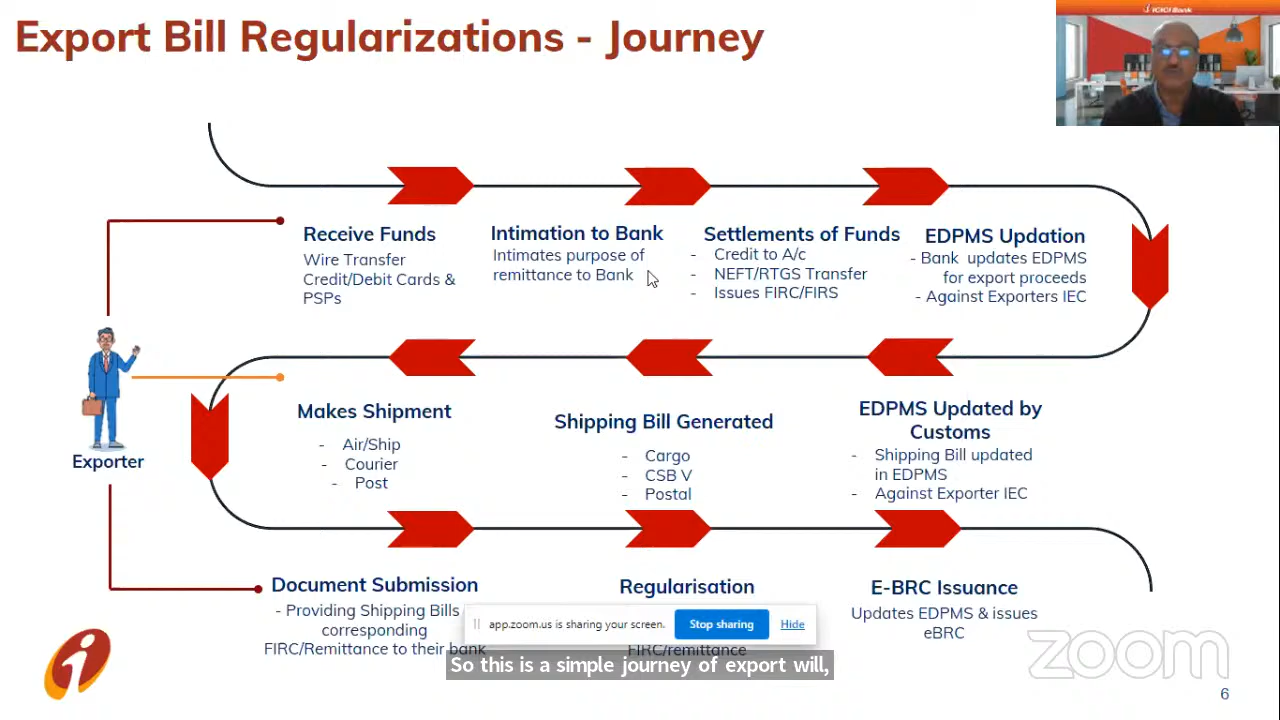 Export Bill Regularizations - Journey
ICICI Bank
Receive Funds
Wire Transfer
Credit/Debit Cards &
PSPs
Intimation to Bank
Intimates purpose of
remittance to Bank
Settlements of Funds
- Credit to A/c
- NEFT/RTGS Transfer
- Issues FIRC/FIRS
EDPMS Updation
- Bank updates EDPMS
for export proceeds
- Against Exporters IEC
Exporter
Makes Shipment
- Air/Ship
- Courier
- Post
Shipping Bill Generated
- Cargo
- CSB V
- Postal
EDPMS Updated by
Customs
- Shipping Bill updated
in EDPMS
- Against Exporter IEC
Document Submission
- Providing Shipping Bills
corresponding
FIRC/Remittance to their bank
Regularisation
FIRC/remittance
E-BRC Issuance
Updates EDPMS & issues
eBRC
app.zoom.us is sharing your screen.
Stop sharing
Hide
So this is a simple journey of export will,
zoom
6